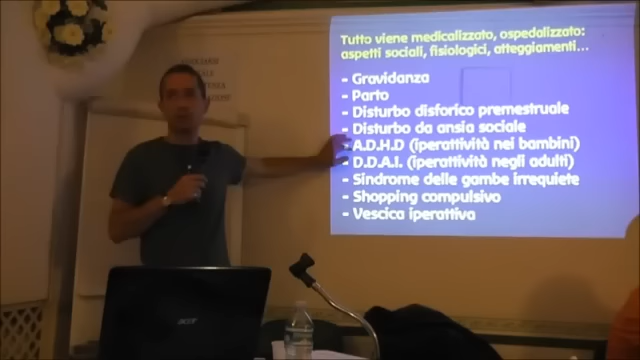 Tutto viene medicalizzato, ospedalizzato:
aspetti sociali, fisiologici, atteggiamenti...
- Gravidanza
- Parto
- Disturbo disforico premestruale
- Disturbo da ansia sociale
- A.D.H.D (iperattività nei bambini)
- D.D.A.I. (iperattività negli adulti)
- Sindrome delle gambe irrequiete
- Shopping compulsivo
- Vescica iperattiva
acer